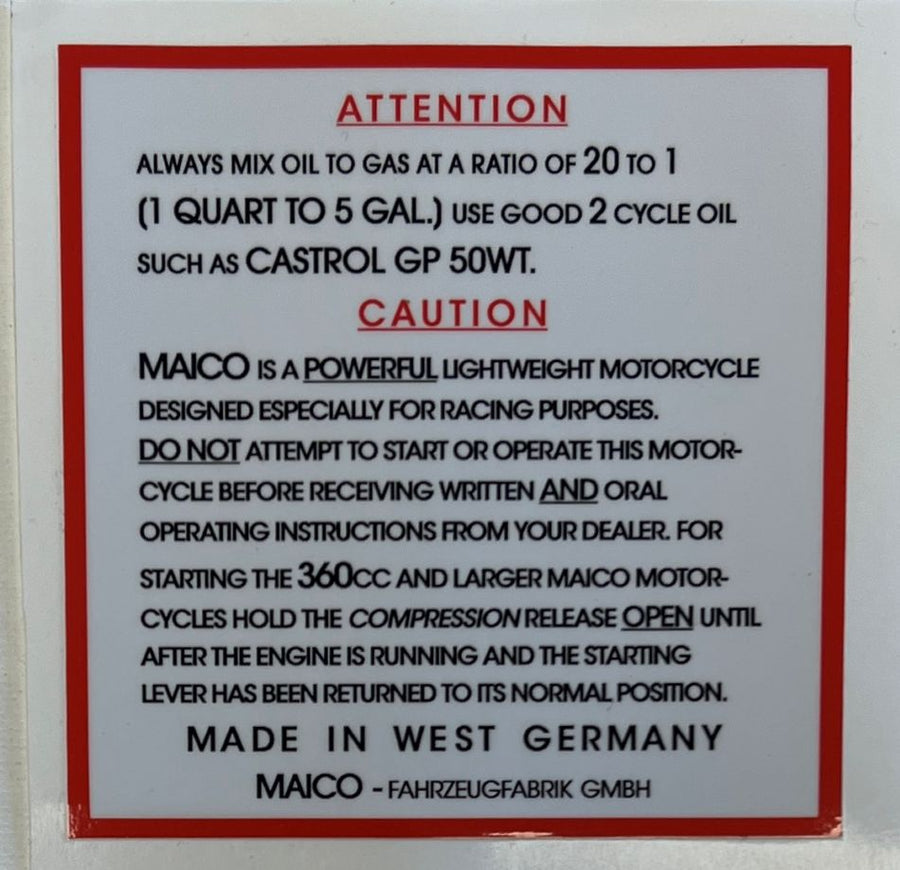 ATTENTION
ALWAYS MIX OIL TO GAS AT A RATIO OF 20 TO 1
(1 QUART TO 5 GAL.) USE GOOD 2 CYCLE OIL
SUCH AS CASTROL GP 50WT.
CAUTION
MAICO IS A POWERFUL LIGHTWEIGHT MOTORCYCLE
DESIGNED ESPECIALLY FOR RACING PURPOSES.
DO NOT ATTEMPT TO START OR OPERATE THIS MOTOR-
CYCLE BEFORE RECEIVING WRITTEN AND ORAL
OPERATING INSTRUCTIONS FROM YOUR DEALER. FOR
STARTING THE 360CC AND LARGER MAICO MOTOR-
CYCLES HOLD THE COMPRESSION RELEASE OPEN UNTIL
AFTER THE ENGINE IS RUNNING AND THE STARTING
LEVER HAS BEEN RETURNED TO ITS NORMAL POSITION.
MADE IN WEST GERMANY
MAICO - FAHRZEUGFABRIK GMBH